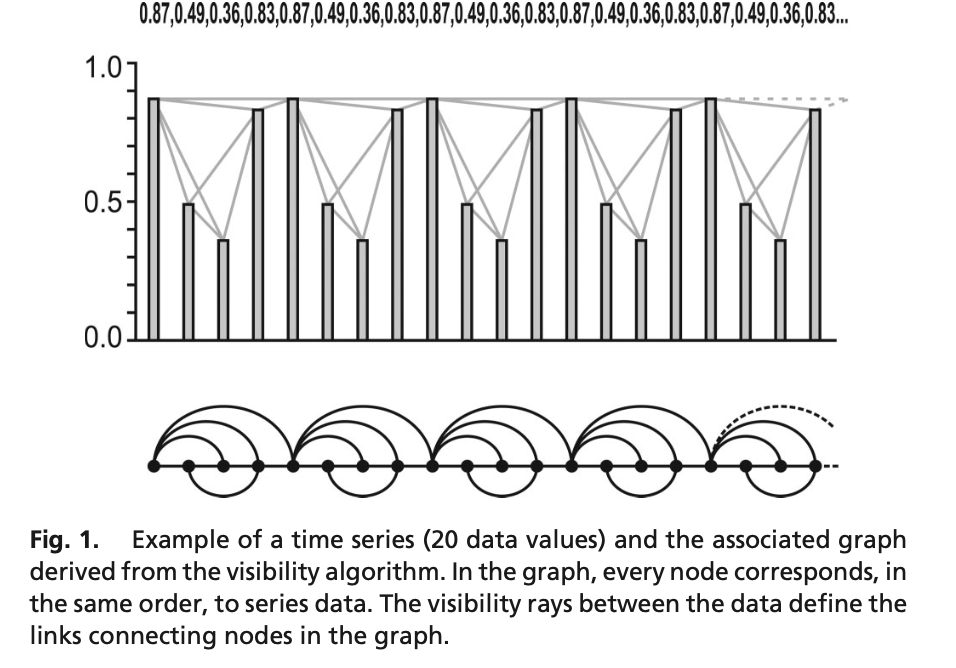 0.87,0.49,0.36,0.83,0.87,0.49,0.36,0.83,0.87,0.49,0.36,0.83,0.87,0.49,0.36,0.83,0.87,0.49,0.36,0.83...
1.0
0.5
0.0
Fig. 1. Example of a time series (20 data values) and the associated graph
derived from the visibility algorithm. In the graph, every node corresponds, in
the same order, to series data. The visibility rays between the data define the
links connecting nodes in the graph.